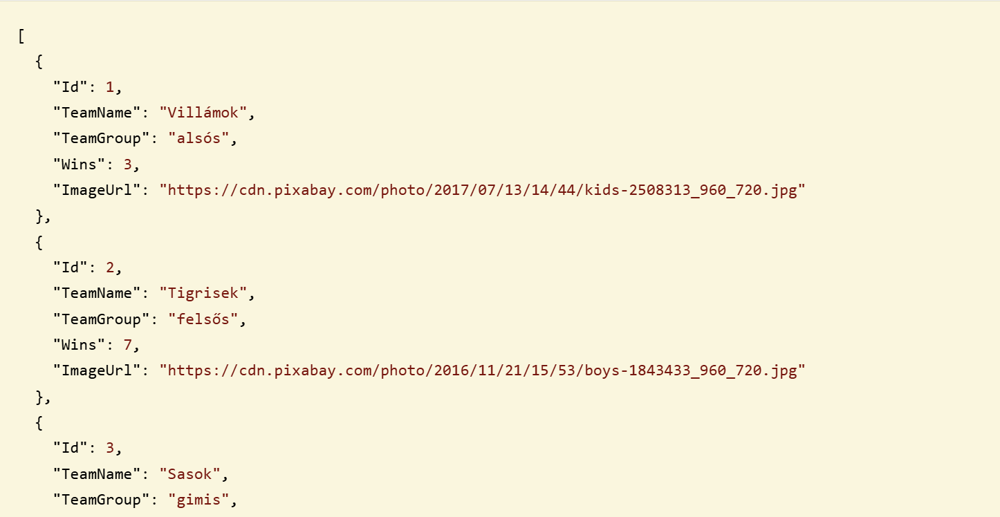 [
{
"Id": 1,
"TeamName": "Villámok",
"TeamGroup": "alsós",
"Wins": 3,
"ImageUrl": "https://cdn.pixabay.com/photo/2017/07/13/14/44/kids-2508313_960_720.jpg"
},
{
"Id": 2,
"TeamName": "Tigrisek",
"TeamGroup": "felsős",
"Wins": 7,
"ImageUrl": "https://cdn.pixabay.com/photo/2016/11/21/15/53/boys-1843433_960_720.jpg"
},
{
"Id": 3,
"TeamName": "Sasok",
"TeamGroup": "gimis",